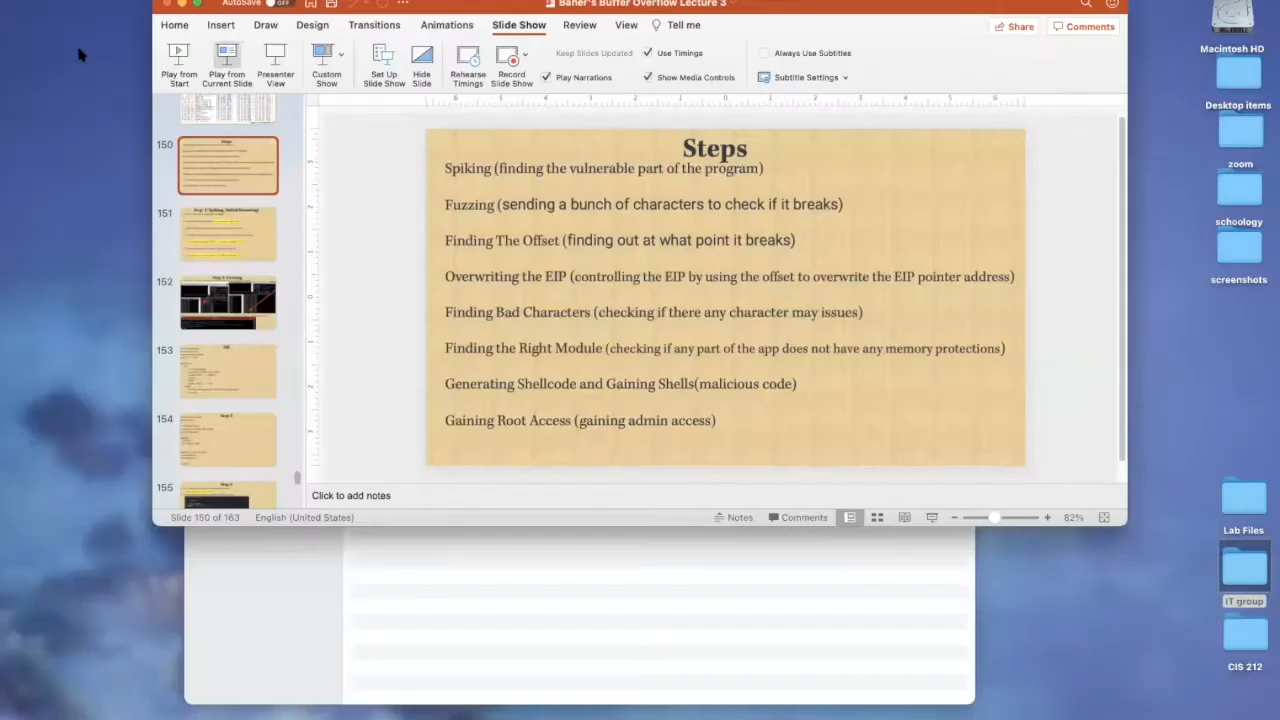 AutoSave OFF
Baher's Buffer Overflow Lecture 3
Home Insert Draw Design Transitions Animations Slide Show Review View Tell me
Share Comments
Play from Start
Play from Current Slide
Presenter View
Custom Show
Set Up Slide Show
Hide Slide
Rehearse Timings
Record Slide Show
Keep Slides Updated
Use Timings
Play Narrations
Show Media Controls
Always Use Subtitles
Subtitle Settings
150
151
152
153
154
155
Steps
Spiking (finding the vulnerable part of the program)
Fuzzing (sending a bunch of characters to check if it breaks)
Finding The Offset (finding out at what point it breaks)
Overwriting the EIP (controlling the EIP by using the offset to overwrite the EIP pointer address)
Finding Bad Characters (checking if there any character may issues)
Finding the Right Module (checking if any part of the app does not have any memory protections)
Generating Shellcode and Gaining Shells(malicious code)
Gaining Root Access (gaining admin access)
Click to add notes
Slide 150 of 163 English (United States) Notes Comments 82%
Macintosh HD
Desktop items
zoom
schoology
screenshots
Lab Files
IT group
CIS 212